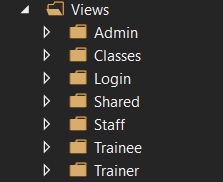 Views
Admin
Classes
Login
Shared
Staff
Trainee
Trainer